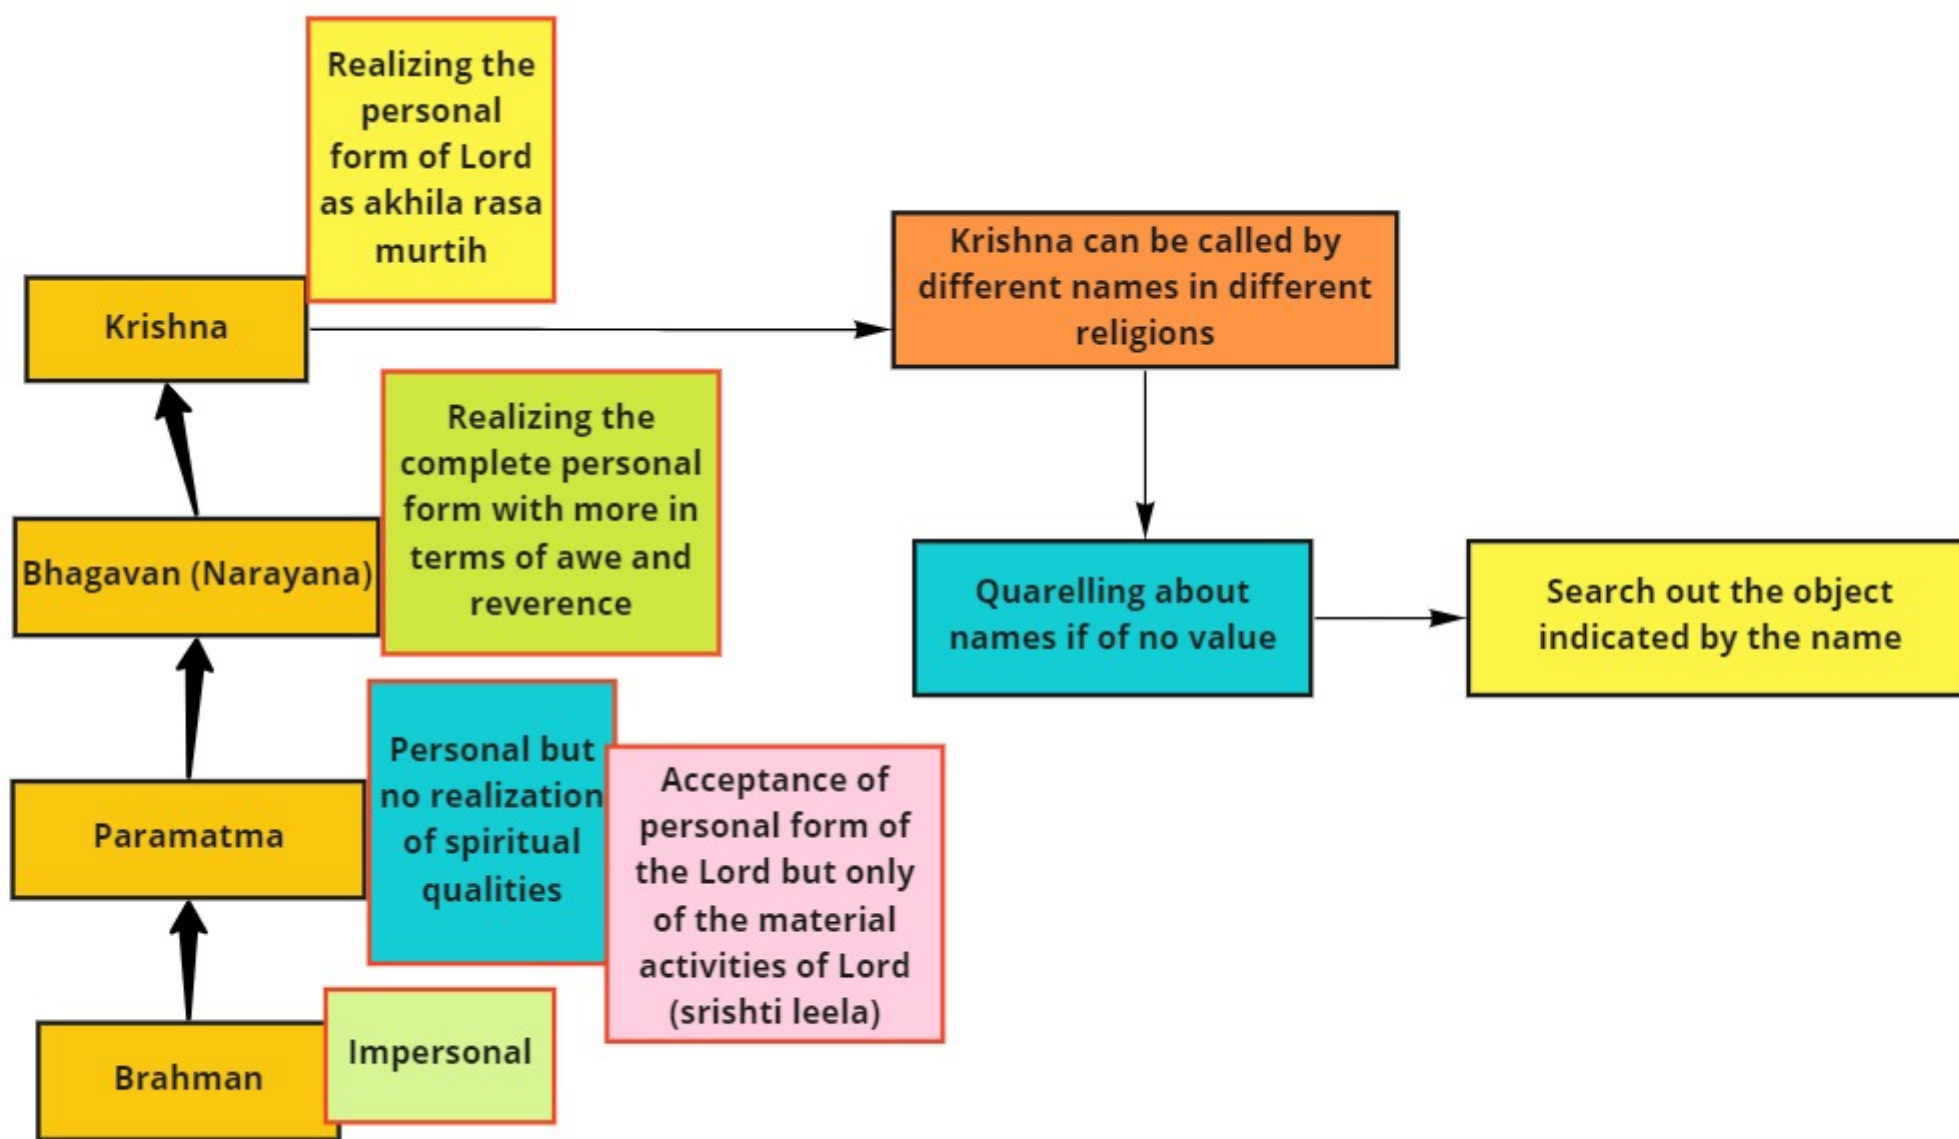 Realizing the
personal
form of Lord
as akhila rasa
murtih
Krishna
Krishna can be called by
different names in different
religions
Realizing the
complete personal
form with more in
terms of awe and
reverence
Bhagavan (Narayana)
Quarelling about
names if of no value
Search out the object
indicated by the name
Personal but
no realization
of spiritual
qualities
Paramatma
Acceptance of
personal form of
the Lord but only
of the material
activities of Lord
(srishti leela)
Impersonal
Brahman